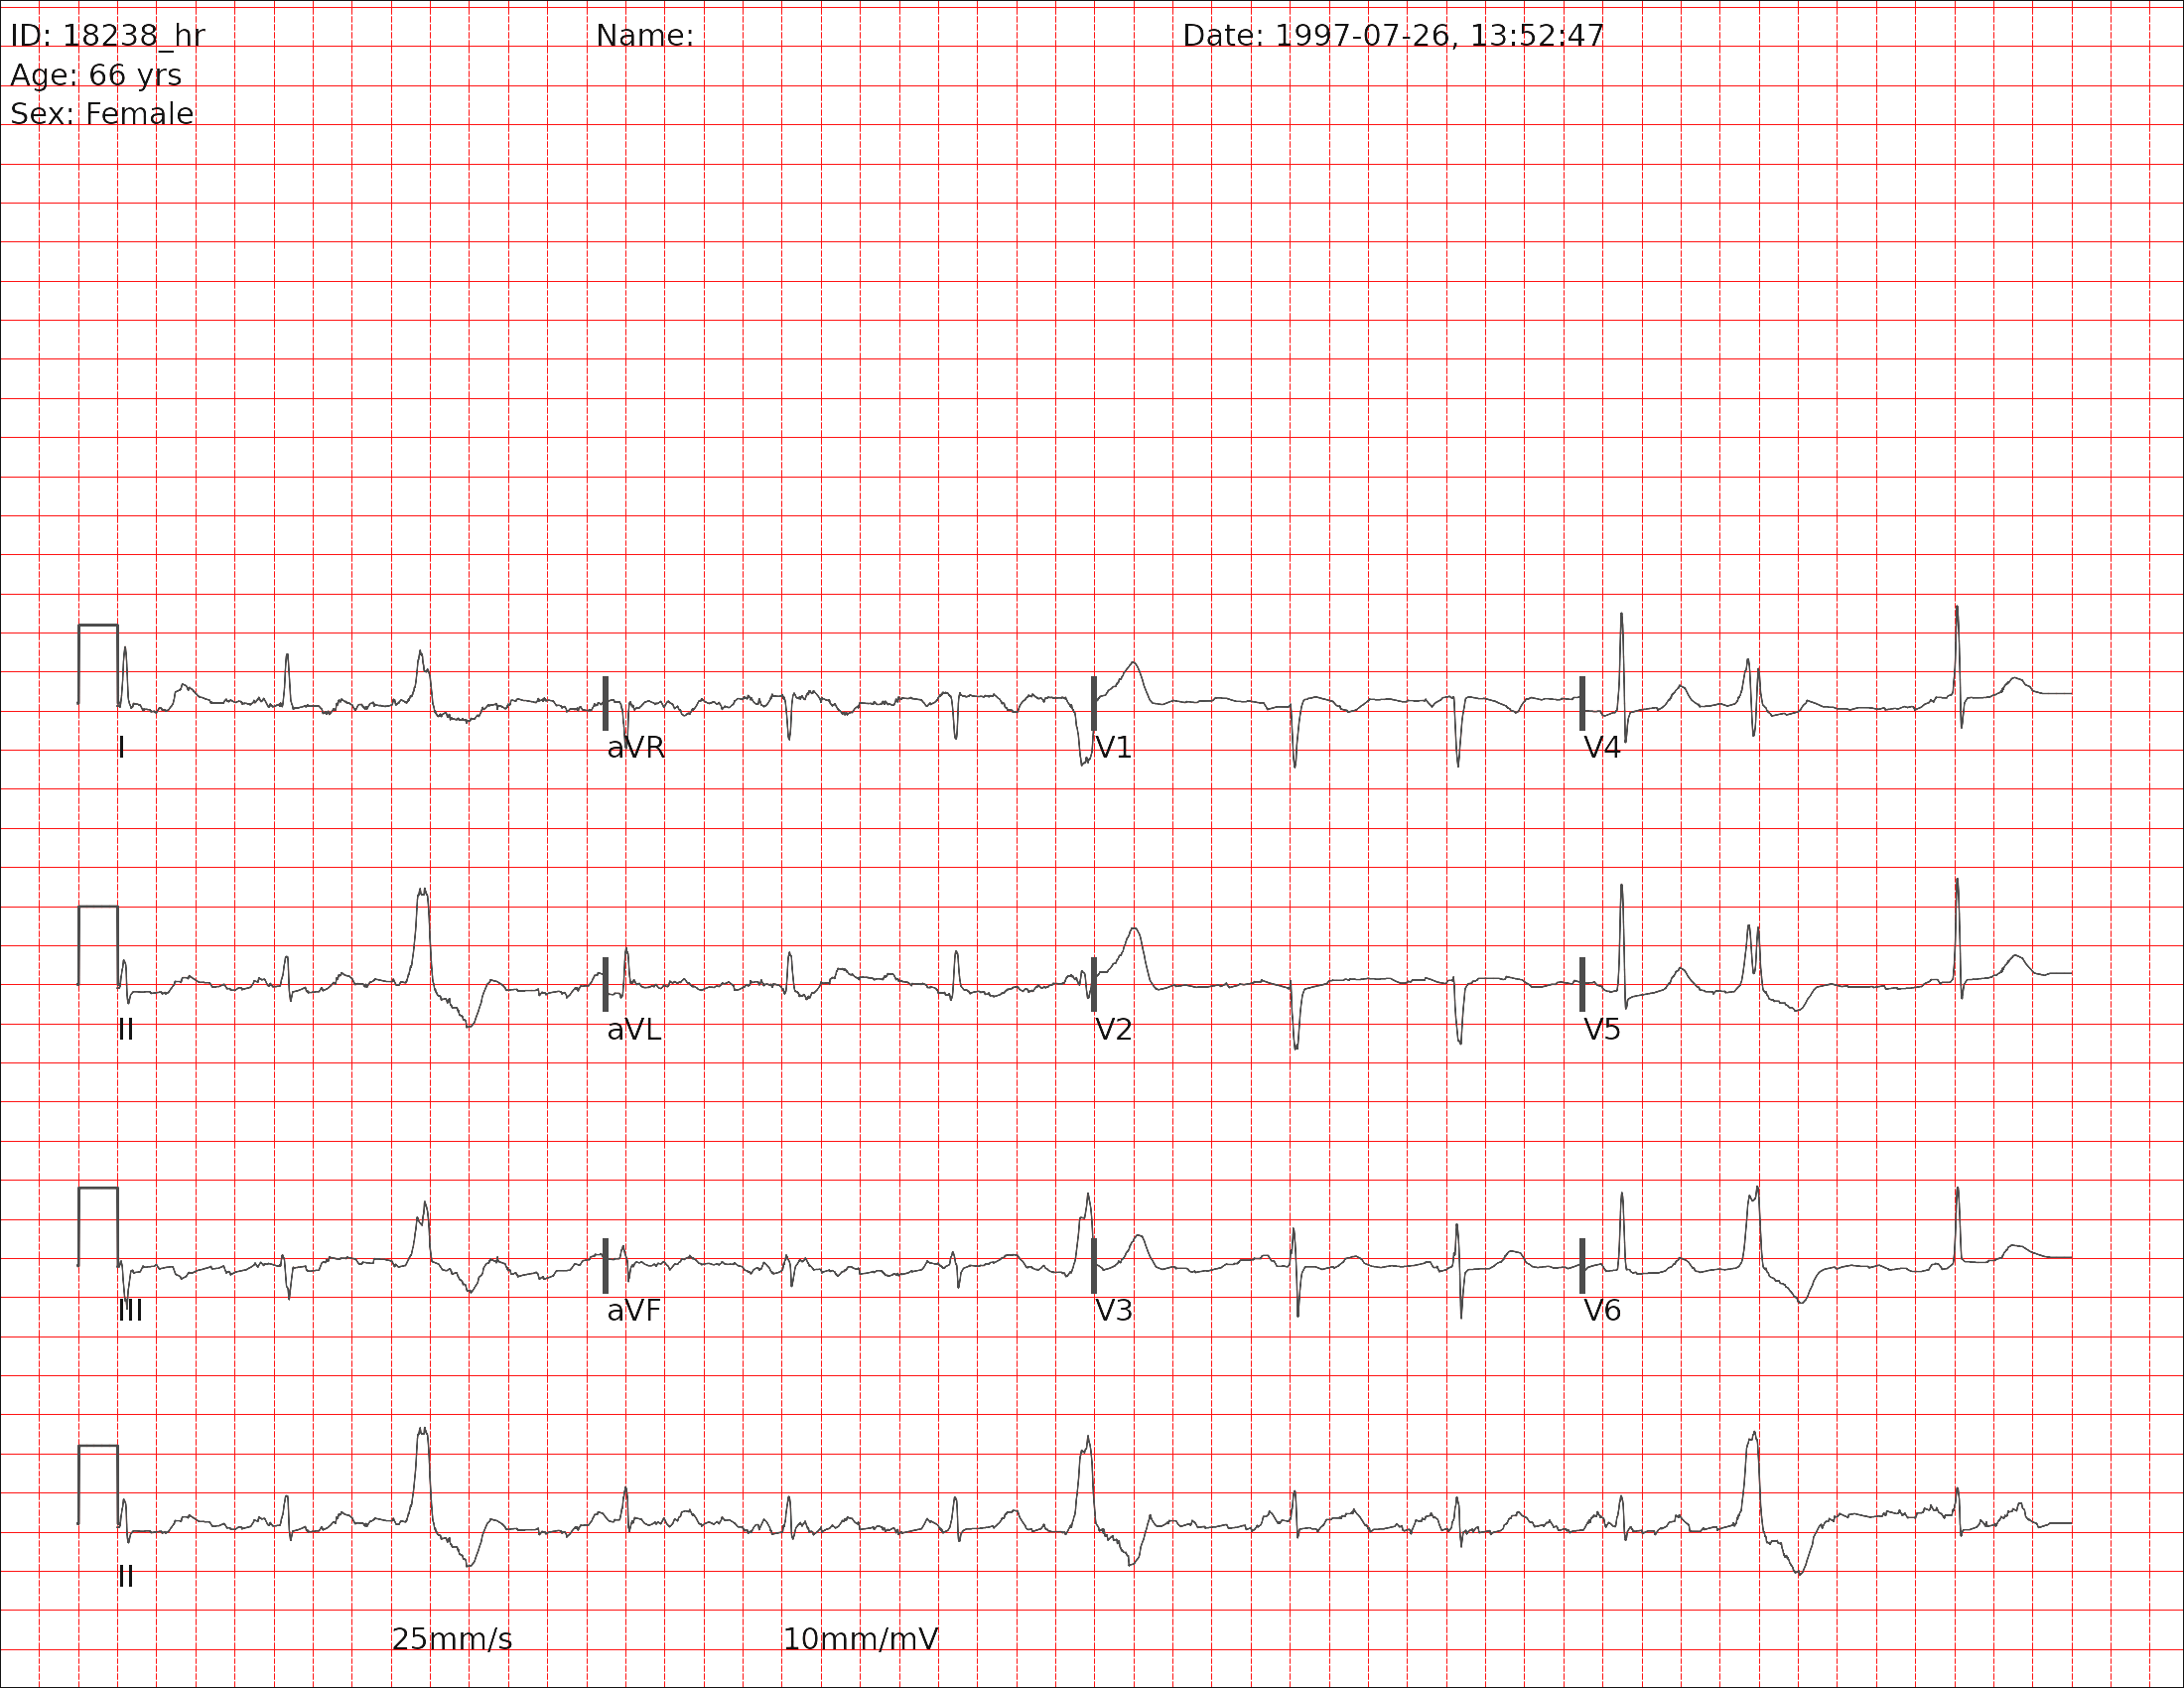 ID: 18238_hr Name: Date: 1997-07-26, 13:52:47
Age: 66 yrs
Sex: Female
I aVR V1 V4
II aVL V2 V5
III aVF V3 V6
II
25mm/s 10mm/mV